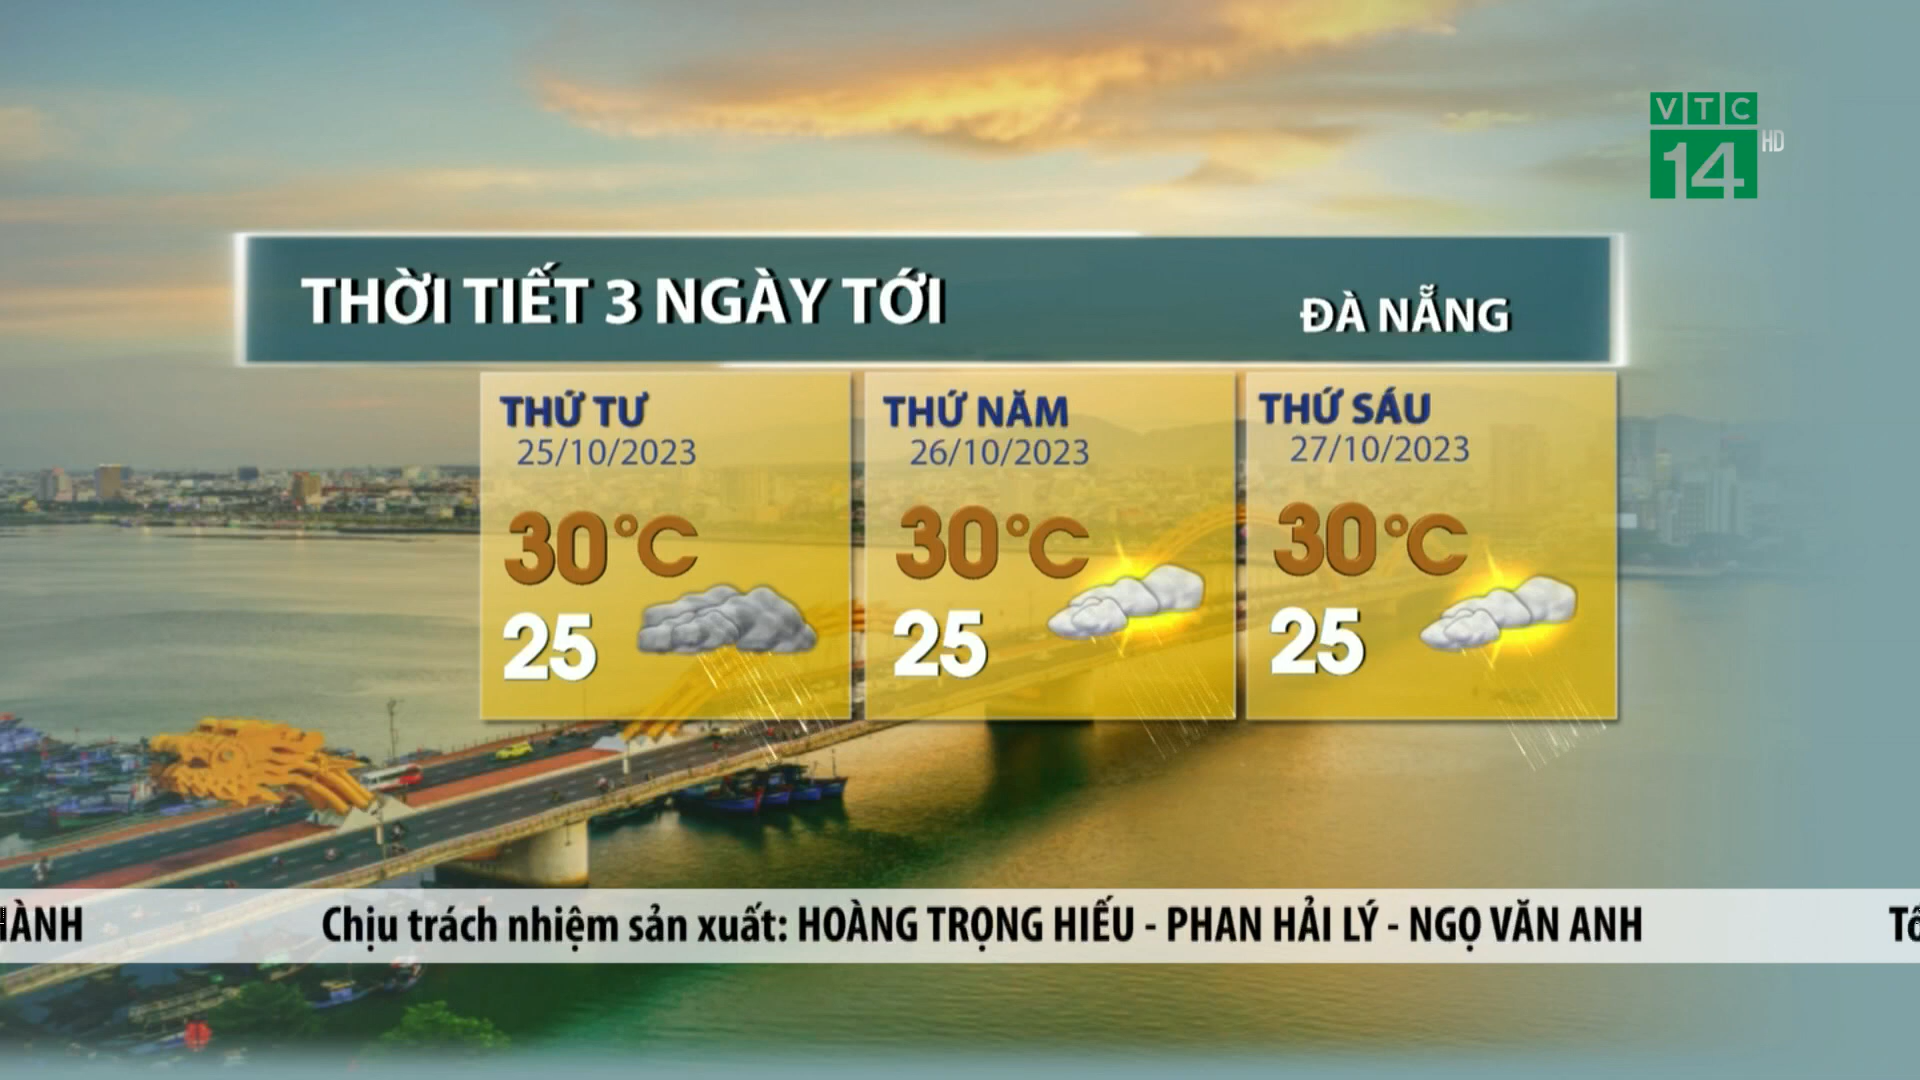 VTC
14 HD
THỜI TIẾT 3 NGÀY TỚI
ĐÀ NẴNG
THỨ TƯ
25/10/2023
30°C
25
THỨ NĂM
26/10/2023
30°C
25
THỨ SÁU
27/10/2023
30°C
25
Chịu trách nhiệm sản xuất: HOÀNG TRỌNG HIẾU - PHAN HẢI LÝ - NGỌ VĂN ANH